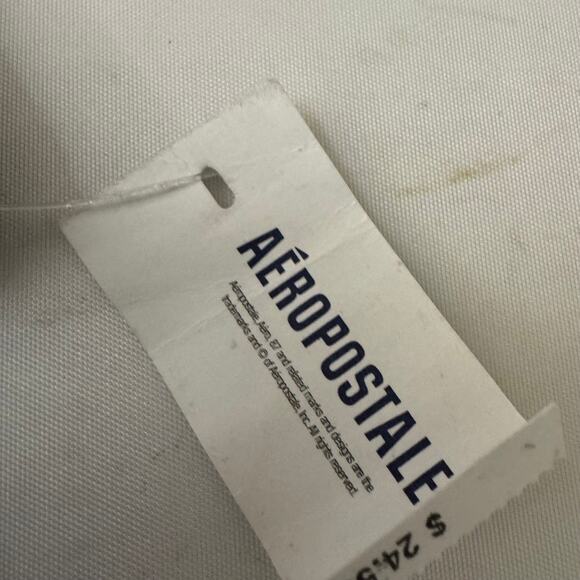 AÉROPOSTALE
Aéropostale, Aéro, 87 and related marks and designs are the
trademarks and © of Aéropostale, Inc. All rights reserved.
$ 24.5